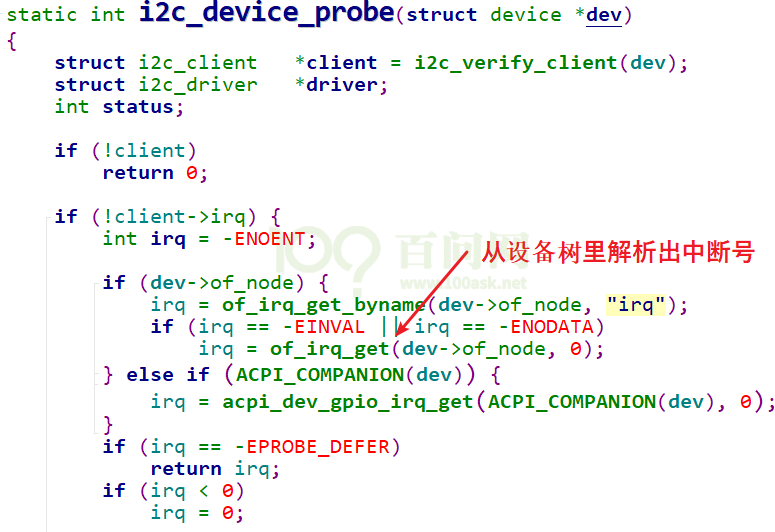 static int i2c_device_probe(struct device *dev)
{
    struct i2c_client   *client = i2c_verify_client(dev);
    struct i2c_driver   *driver;
    int status;

    if (!client)
        return 0;

    if (!client->irq) {
        int irq = -ENOENT;
百问网
www.100ask.net
从设备树里解析出中断号

        if (dev->of_node) {
            irq = of_irq_get_byname(dev->of_node, "irq");
            if (irq == -EINVAL || irq == -ENODATA)
                irq = of_irq_get(dev->of_node, 0);
        } else if (ACPI_COMPANION(dev)) {
            irq = acpi_dev_gpio_irq_get(ACPI_COMPANION(dev), 0);
        }
        if (irq == -EPROBE_DEFER)
            return irq;
        if (irq < 0)
            irq = 0;